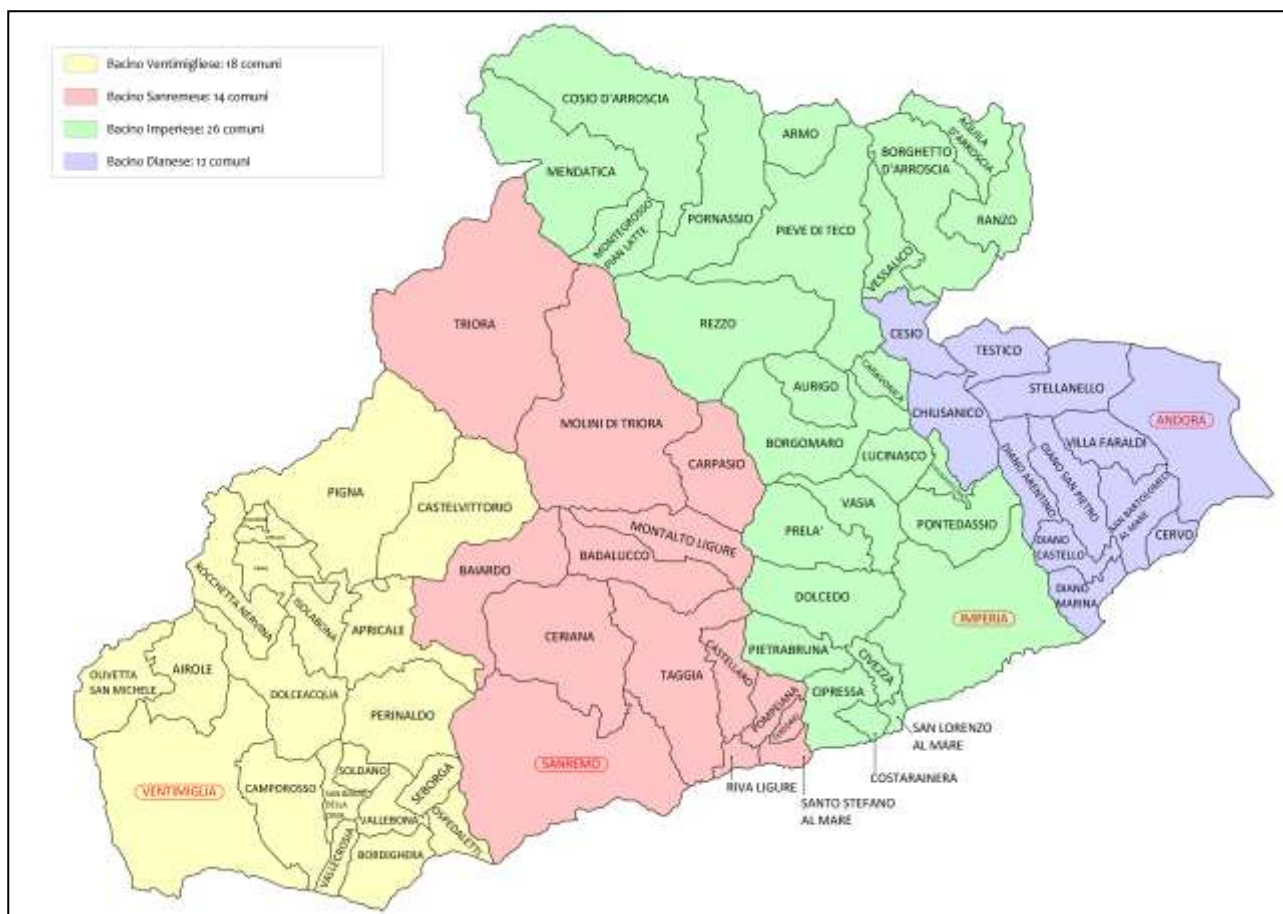 Bacino Ventimigliese: 18 comuni
Bacino Sanremese: 14 comuni
Bacino Imperiese: 26 comuni
Bacino Dianese: 12 comuni
COSIO D'ARROSCIA
ARMO
AQUILA
D'ARROSCIA
BORGHETTO
D'ARROSCIA
MENDATICA
MONTEGROSSO
PIAN LATTE
PORNASSIO
PIEVE DI TECO
RANZO
VESSALICO
TRIORA
REZZO
CESIO
TESTICO
AURIGO
CARAVONICA
STELLANELLO
CHIUSANICO
ANDORA
MOLINI DI TRIORA
BORGOMARO
VILLA FARALDI
CARPASIO
LUCINASCO
DIANO ARENTINO
DIANO SAN PIETRO
PIGNA
CASTELVITTORIO
VASIA
SAN BARTOLOMEO
AL MARE
MONTALTO LIGURE
PRELA'
PONTEDASSIO
CERVO
BADALUCCO
DIANO
CASTELLO
BAIARDO
ROCCHETTA NERVINA
ISOLABONA
DOLCEDO
DIANO
MARINA
APRICALE
CERIANA
IMPERIA
CASTELLARO
PIETRABRUNA
CIVEZZA
OLIVETTA
SAN MICHELE
AIROLE
TAGGIA
DOLCEACQUA
POMPEIANA
CIPRESSA
PERINALDO
SAN LORENZO
AL MARE
SANREMO
SOLDANO
SEBORGA
COSTARAINERA
VENTIMIGLIA
CAMPOROSSO
RIVA LIGURE
DELLA
VALLEBONA
OSPEDALETTI
SANTO STEFANO
AL MARE
VALLECROSIA
BORDIGHERA